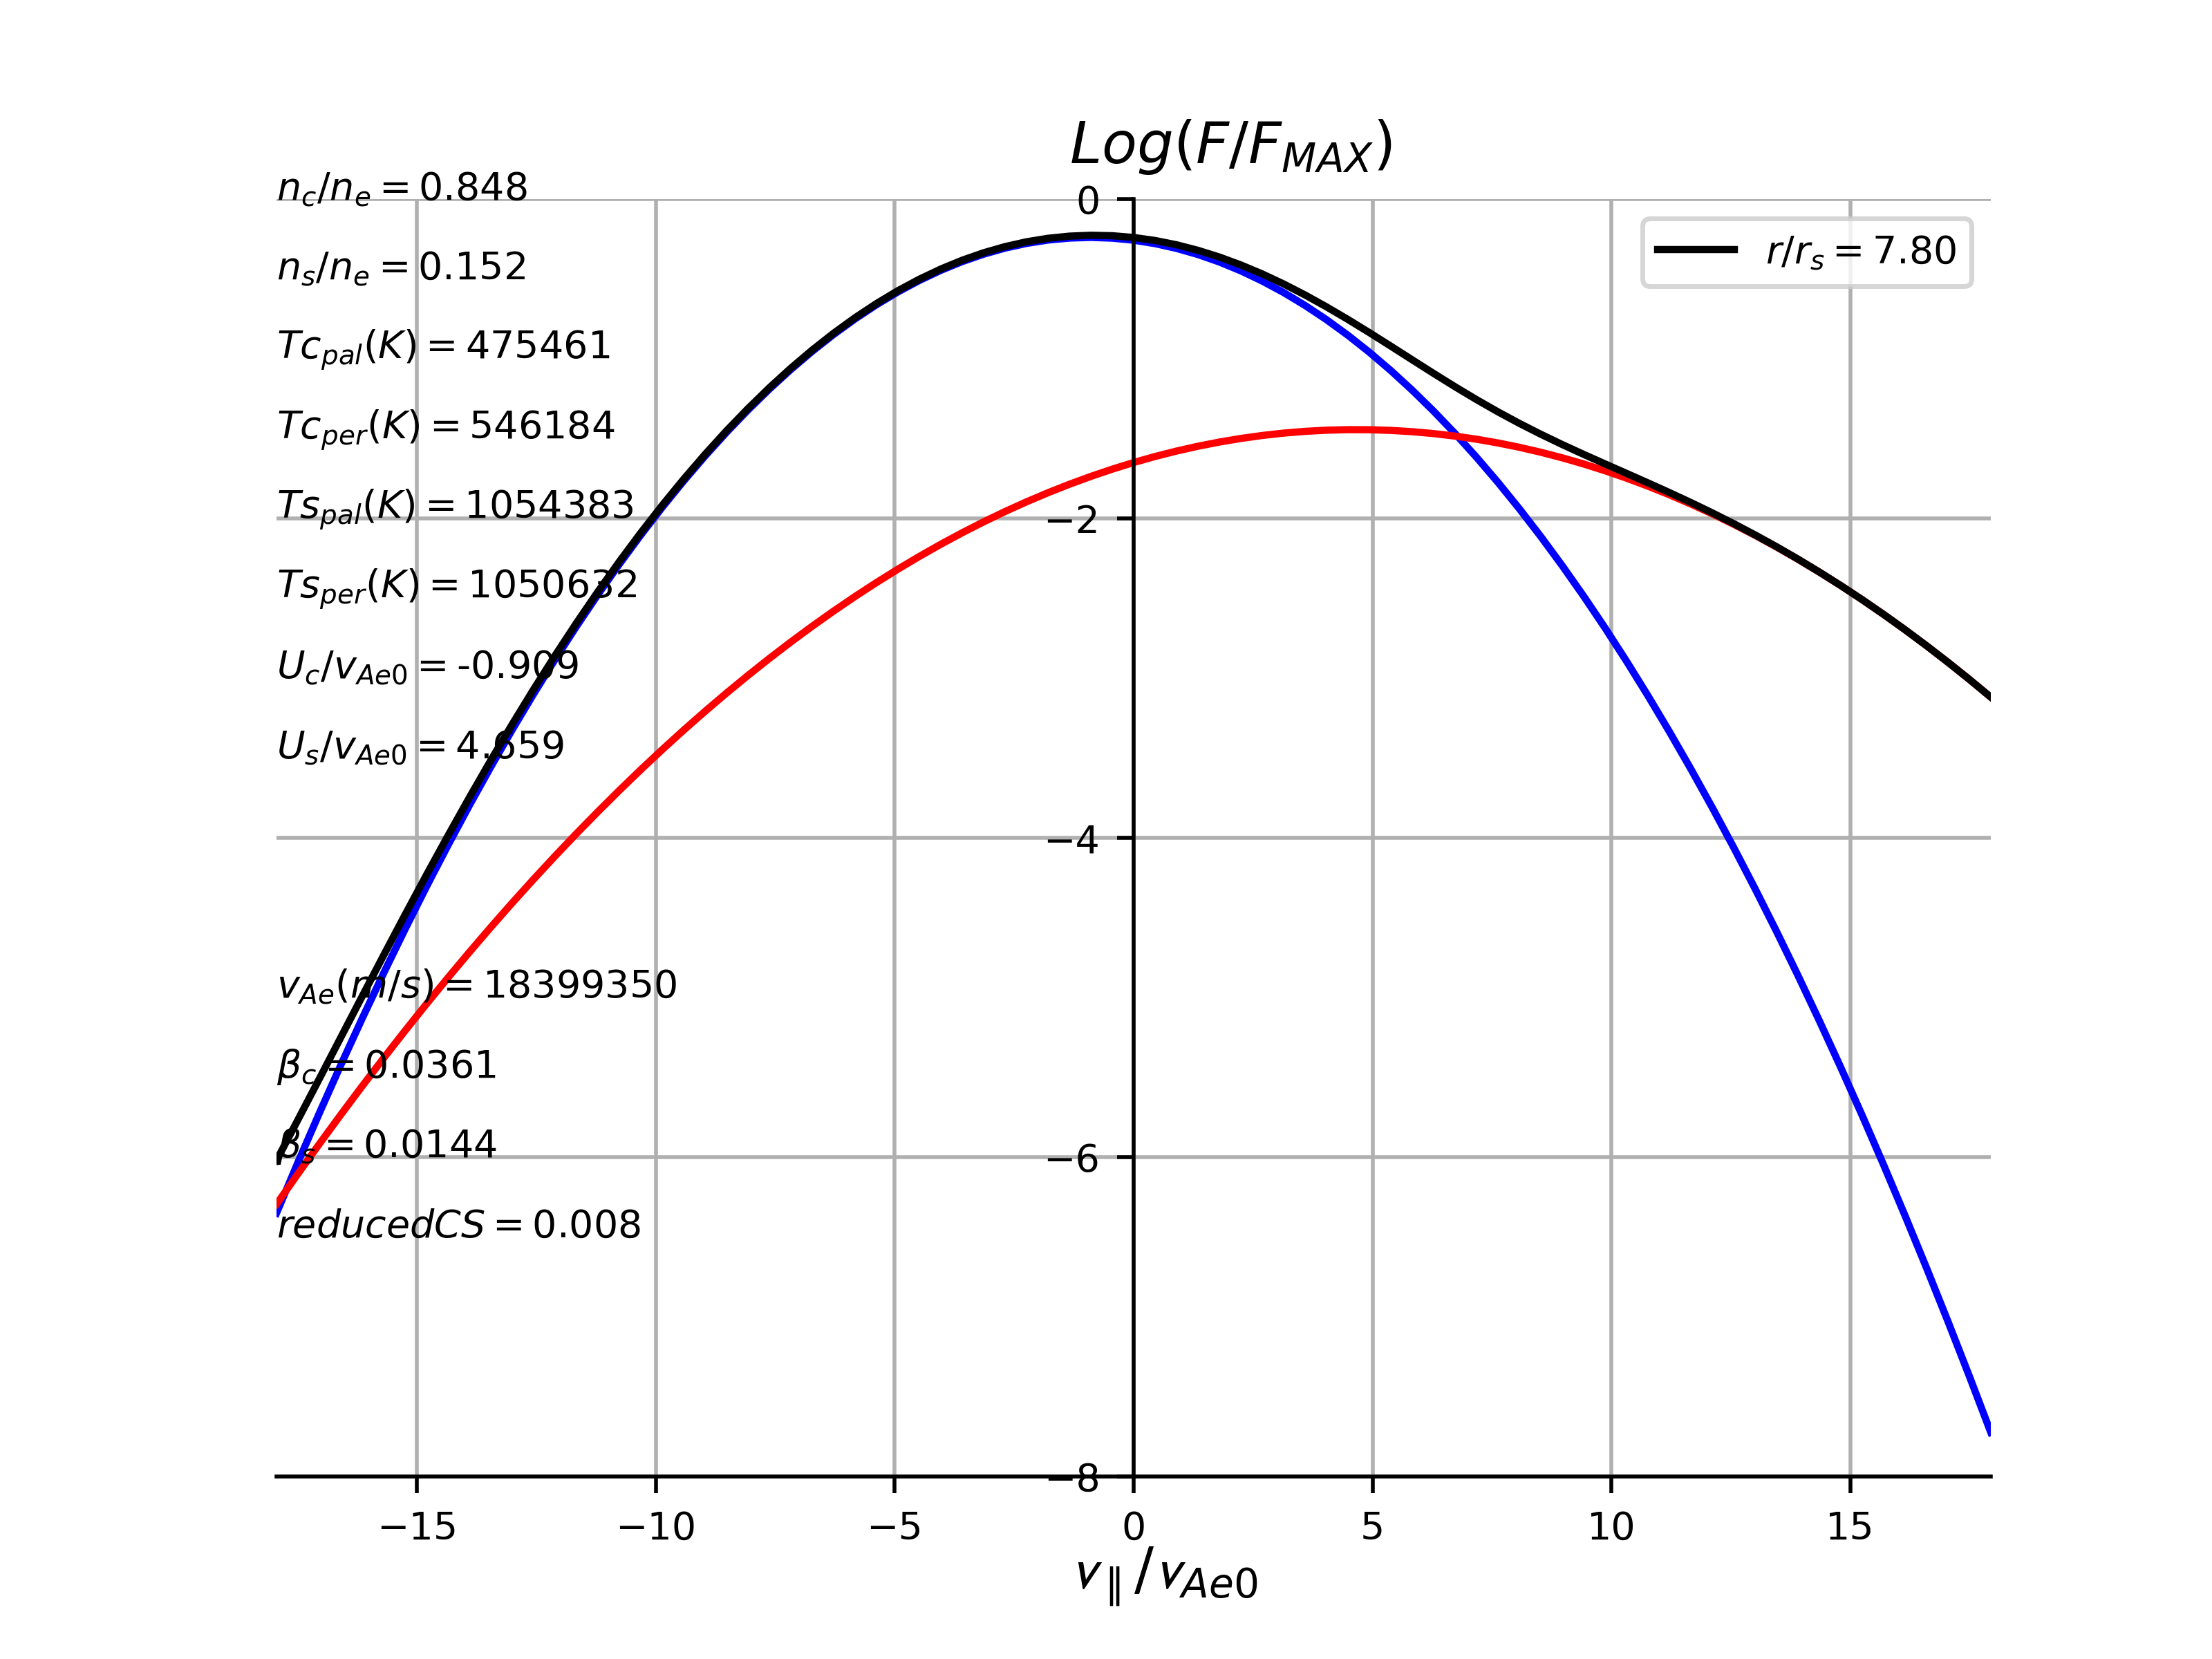 Log(F/F_MAX)
n_c/n_e = 0.848
n_s/n_e = 0.152
Tc_pal(K) = 475461
Tc_per(K) = 546184
Ts_pal(K) = 1054383
Ts_per(K) = 1050632
U_c/v_Ae0 = -0.909
U_s/v_Ae0 = 4.659
v_Ae(m/s) = 18399350
β_c = 0.0361
β_s = 0.0144
reducedCS = 0.008
r/r_s = 7.80
0
−2
−4
−6
−8
−15 −10 −5 0 5 10 15
v_∥/v_Ae0